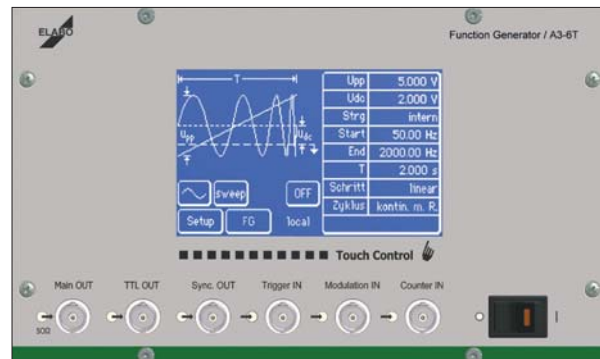 ELABO
Function Generator / A3-6T
T
Upp 5.000 V
Udc 2.000 V
Strg intern
Start 50.00 Hz
End 2000.00 Hz
T 2.000 s
Schritt linear
Zyklus kontin. m. R.
Upp
Udc
sweep
OFF
Setup
FG
local
Touch Control
Main OUT
TTL OUT
Sync. OUT
Trigger IN
Modulation IN
Counter IN
50Ω